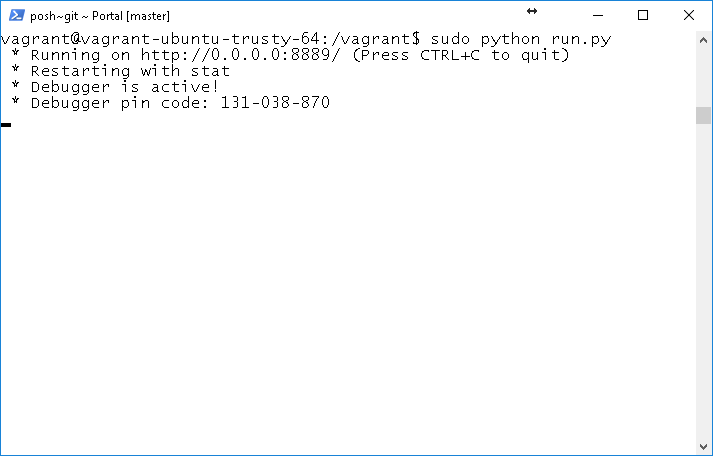 posh~git ~ Portal [master]
vagrant@vagrant-ubuntu-trusty-64:/vagrant$ sudo python run.py
 * Running on http://0.0.0.0:8889/ (Press CTRL+C to quit)
 * Restarting with stat
 * Debugger is active!
 * Debugger pin code: 131-038-870